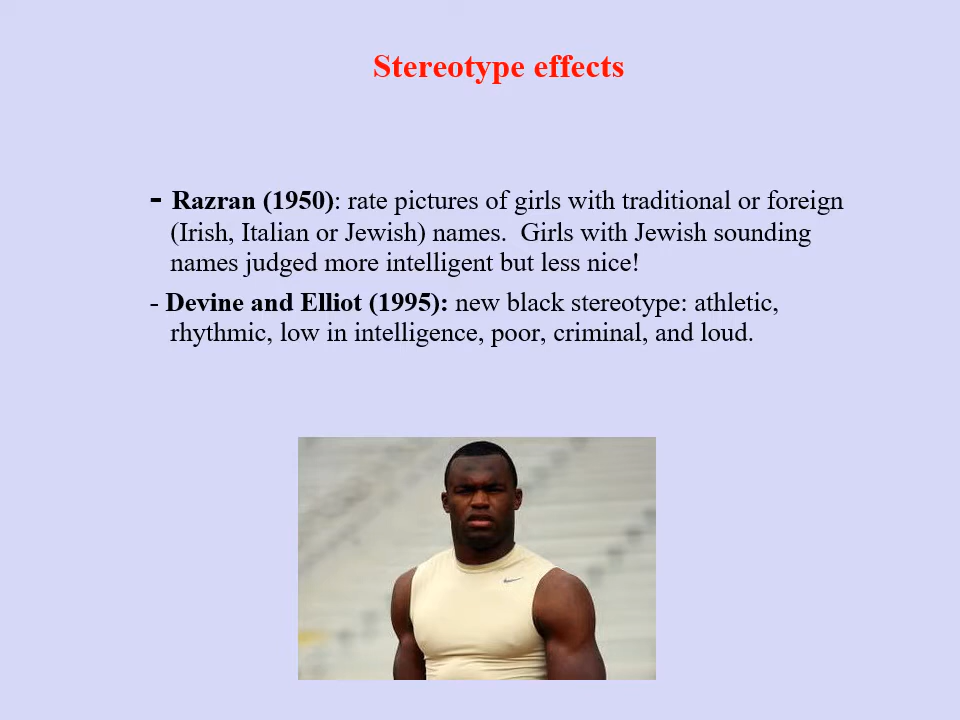 Stereotype effects
- Razran (1950): rate pictures of girls with traditional or foreign
(Irish, Italian or Jewish) names.  Girls with Jewish sounding
names judged more intelligent but less nice!
- Devine and Elliot (1995): new black stereotype: athletic,
rhythmic, low in intelligence, poor, criminal, and loud.